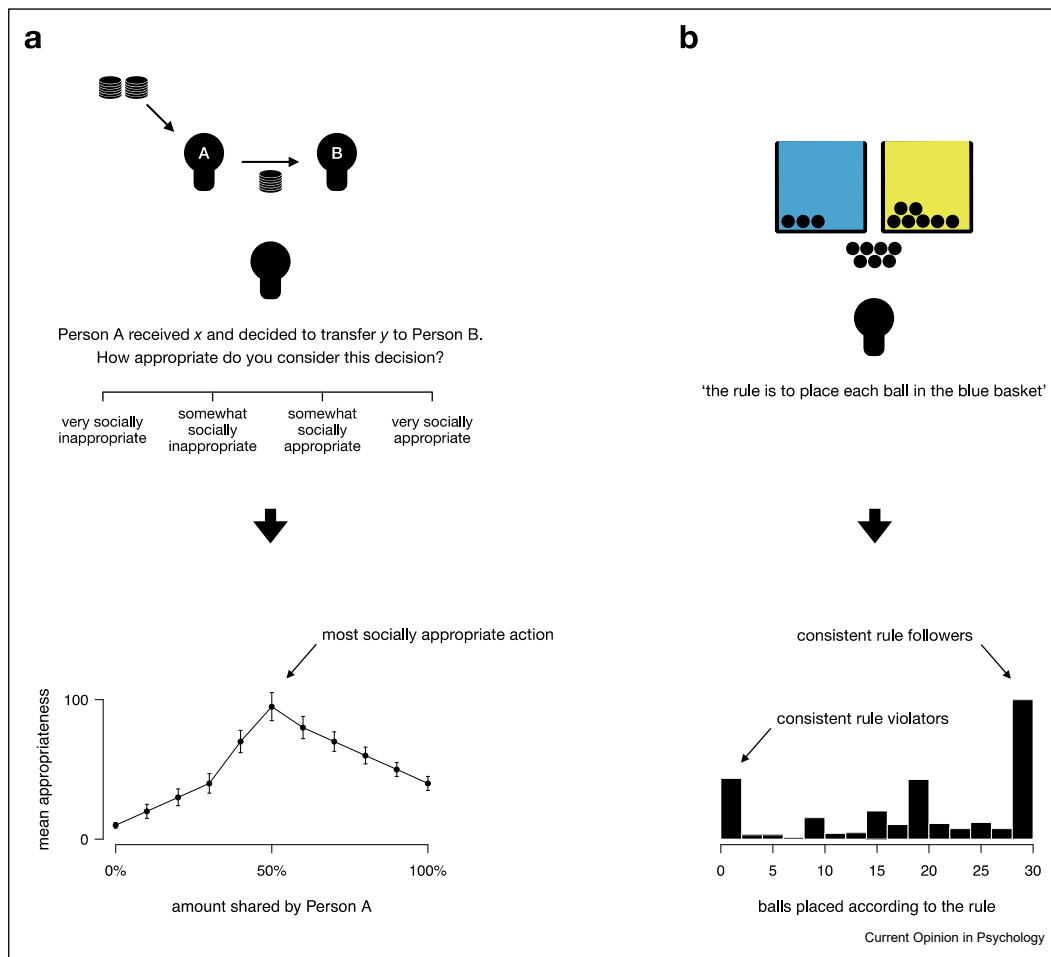 a
A
B
Person A received x and decided to transfer y to Person B.
How appropriate do you consider this decision?
very socially
inappropriate
somewhat
socially
inappropriate
somewhat
socially
appropriate
very socially
appropriate
most socially appropriate action
mean appropriateness
100
0
0%
50%
100%
amount shared by Person A
b
'the rule is to place each ball in the blue basket'
consistent rule followers
consistent rule violators
0
5
10
15
20
25
30
balls placed according to the rule
Current Opinion in Psychology